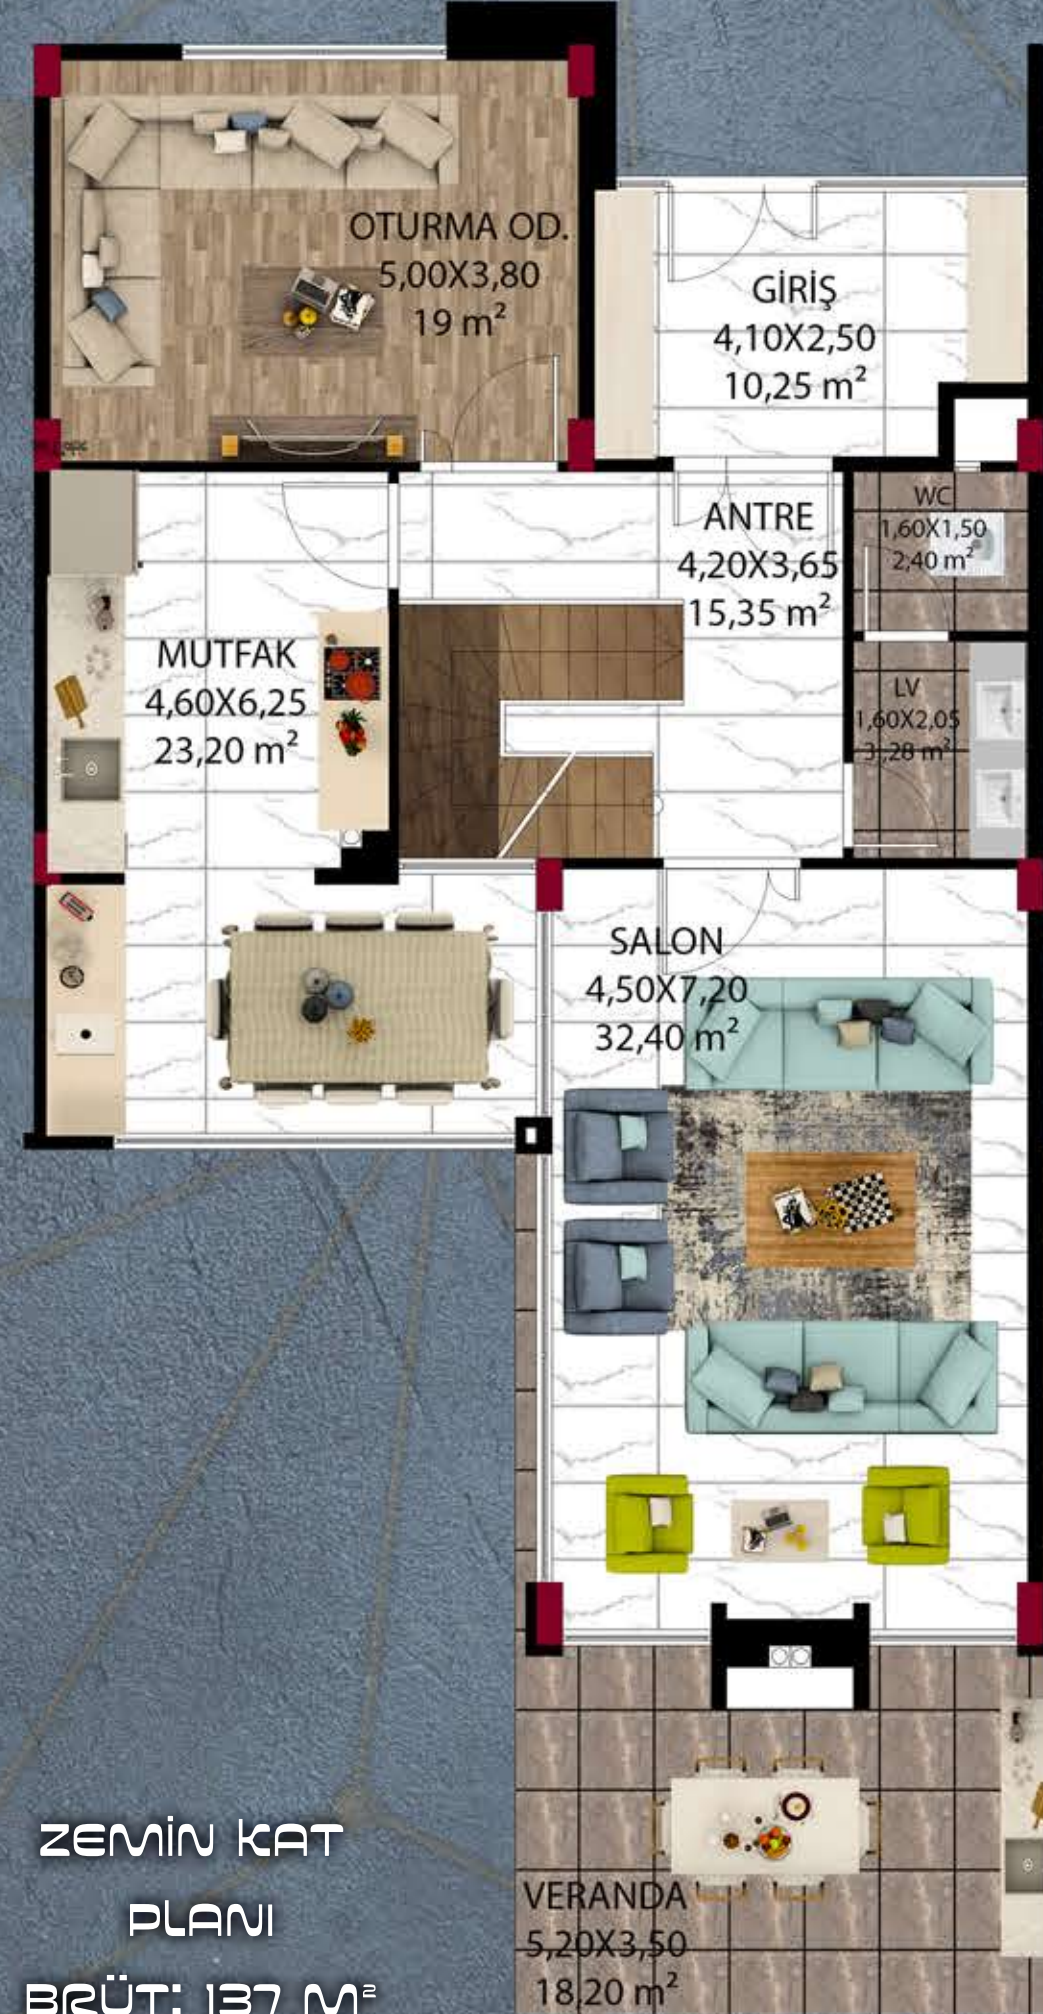 OTURMA OD.
5,00X3,80
19 m²
GİRİŞ
4,10X2,50
10,25 m²
ANTRE
4,20X3,65
15,35 m²
WC
1,60X1,50
2,40 m²
MUTFAK
4,60X6,25
23,20 m²
LV
1,60X2,05
3,28 m²
SALON
4,50X7,20
32,40 m²
VERANDA
5,20X3,50
18,20 m²
ZEMİN KAT
PLANI
BRÜT: 137 M²